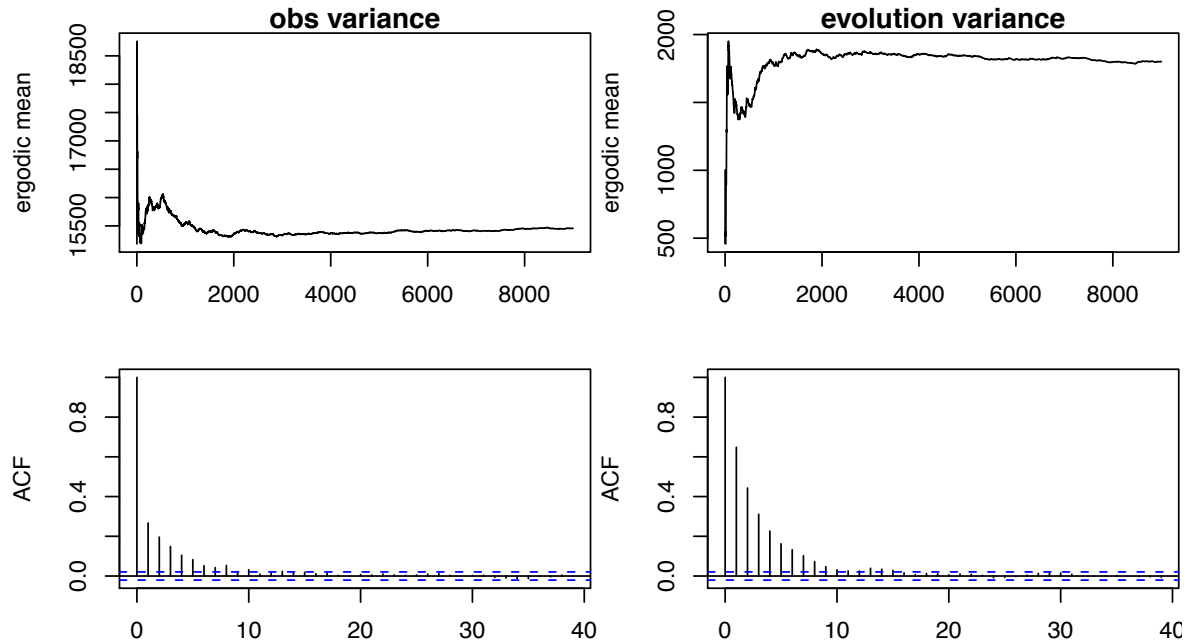 obs variance
evolution variance
ergodic mean
15500 17000 18500
0 2000 4000 6000 8000
ergodic mean
500 1000 2000
0 2000 4000 6000 8000
ACF
0.0 0.4 0.8
0 10 20 30 40
ACF
0.0 0.4 0.8
0 10 20 30 40